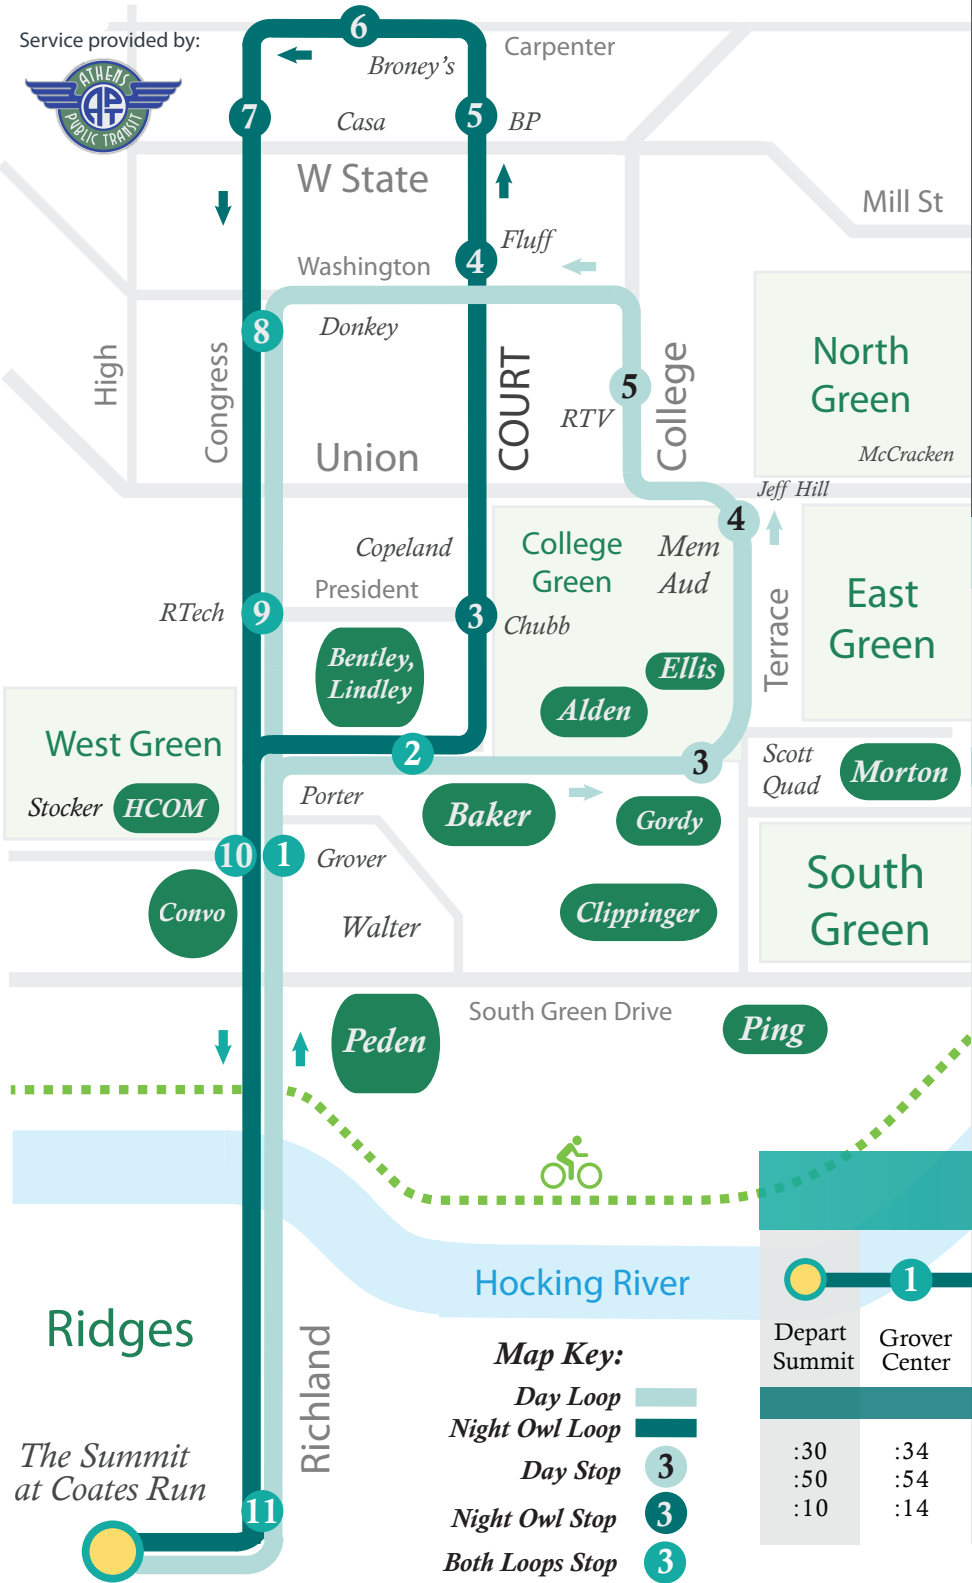 Service provided by:
ATHENS
APT
PUBLIC TRANSIT
6
Carpenter
Broney's
7
Casa
5
BP
W State
Mill St
Fluff
Washington
4
8
Donkey
North
Green
McCracken
High
Congress
COURT
5
RTV
College
Union
Jeff Hill
4
Copeland
College
Green
Mem
Aud
President
RTech
9
3
Chubb
Terrace
East
Green
Bentley,
Lindley
Ellis
Alden
West Green
2
3
Scott
Quad
Morton
Stocker
HCOM
Porter
Baker
Gordy
10
1
Grover
South
Green
Convo
Walter
Clippinger
South Green Drive
Peden
Ping
Hocking River
1
Ridges
Richland
Depart
Summit
Grover
Center
Map Key:
Day Loop
Night Owl Loop
Day Stop
3
Night Owl Stop
3
Both Loops Stop
3
:30
:34
:50
:54
:10
:14
The Summit
at Coates Run
11